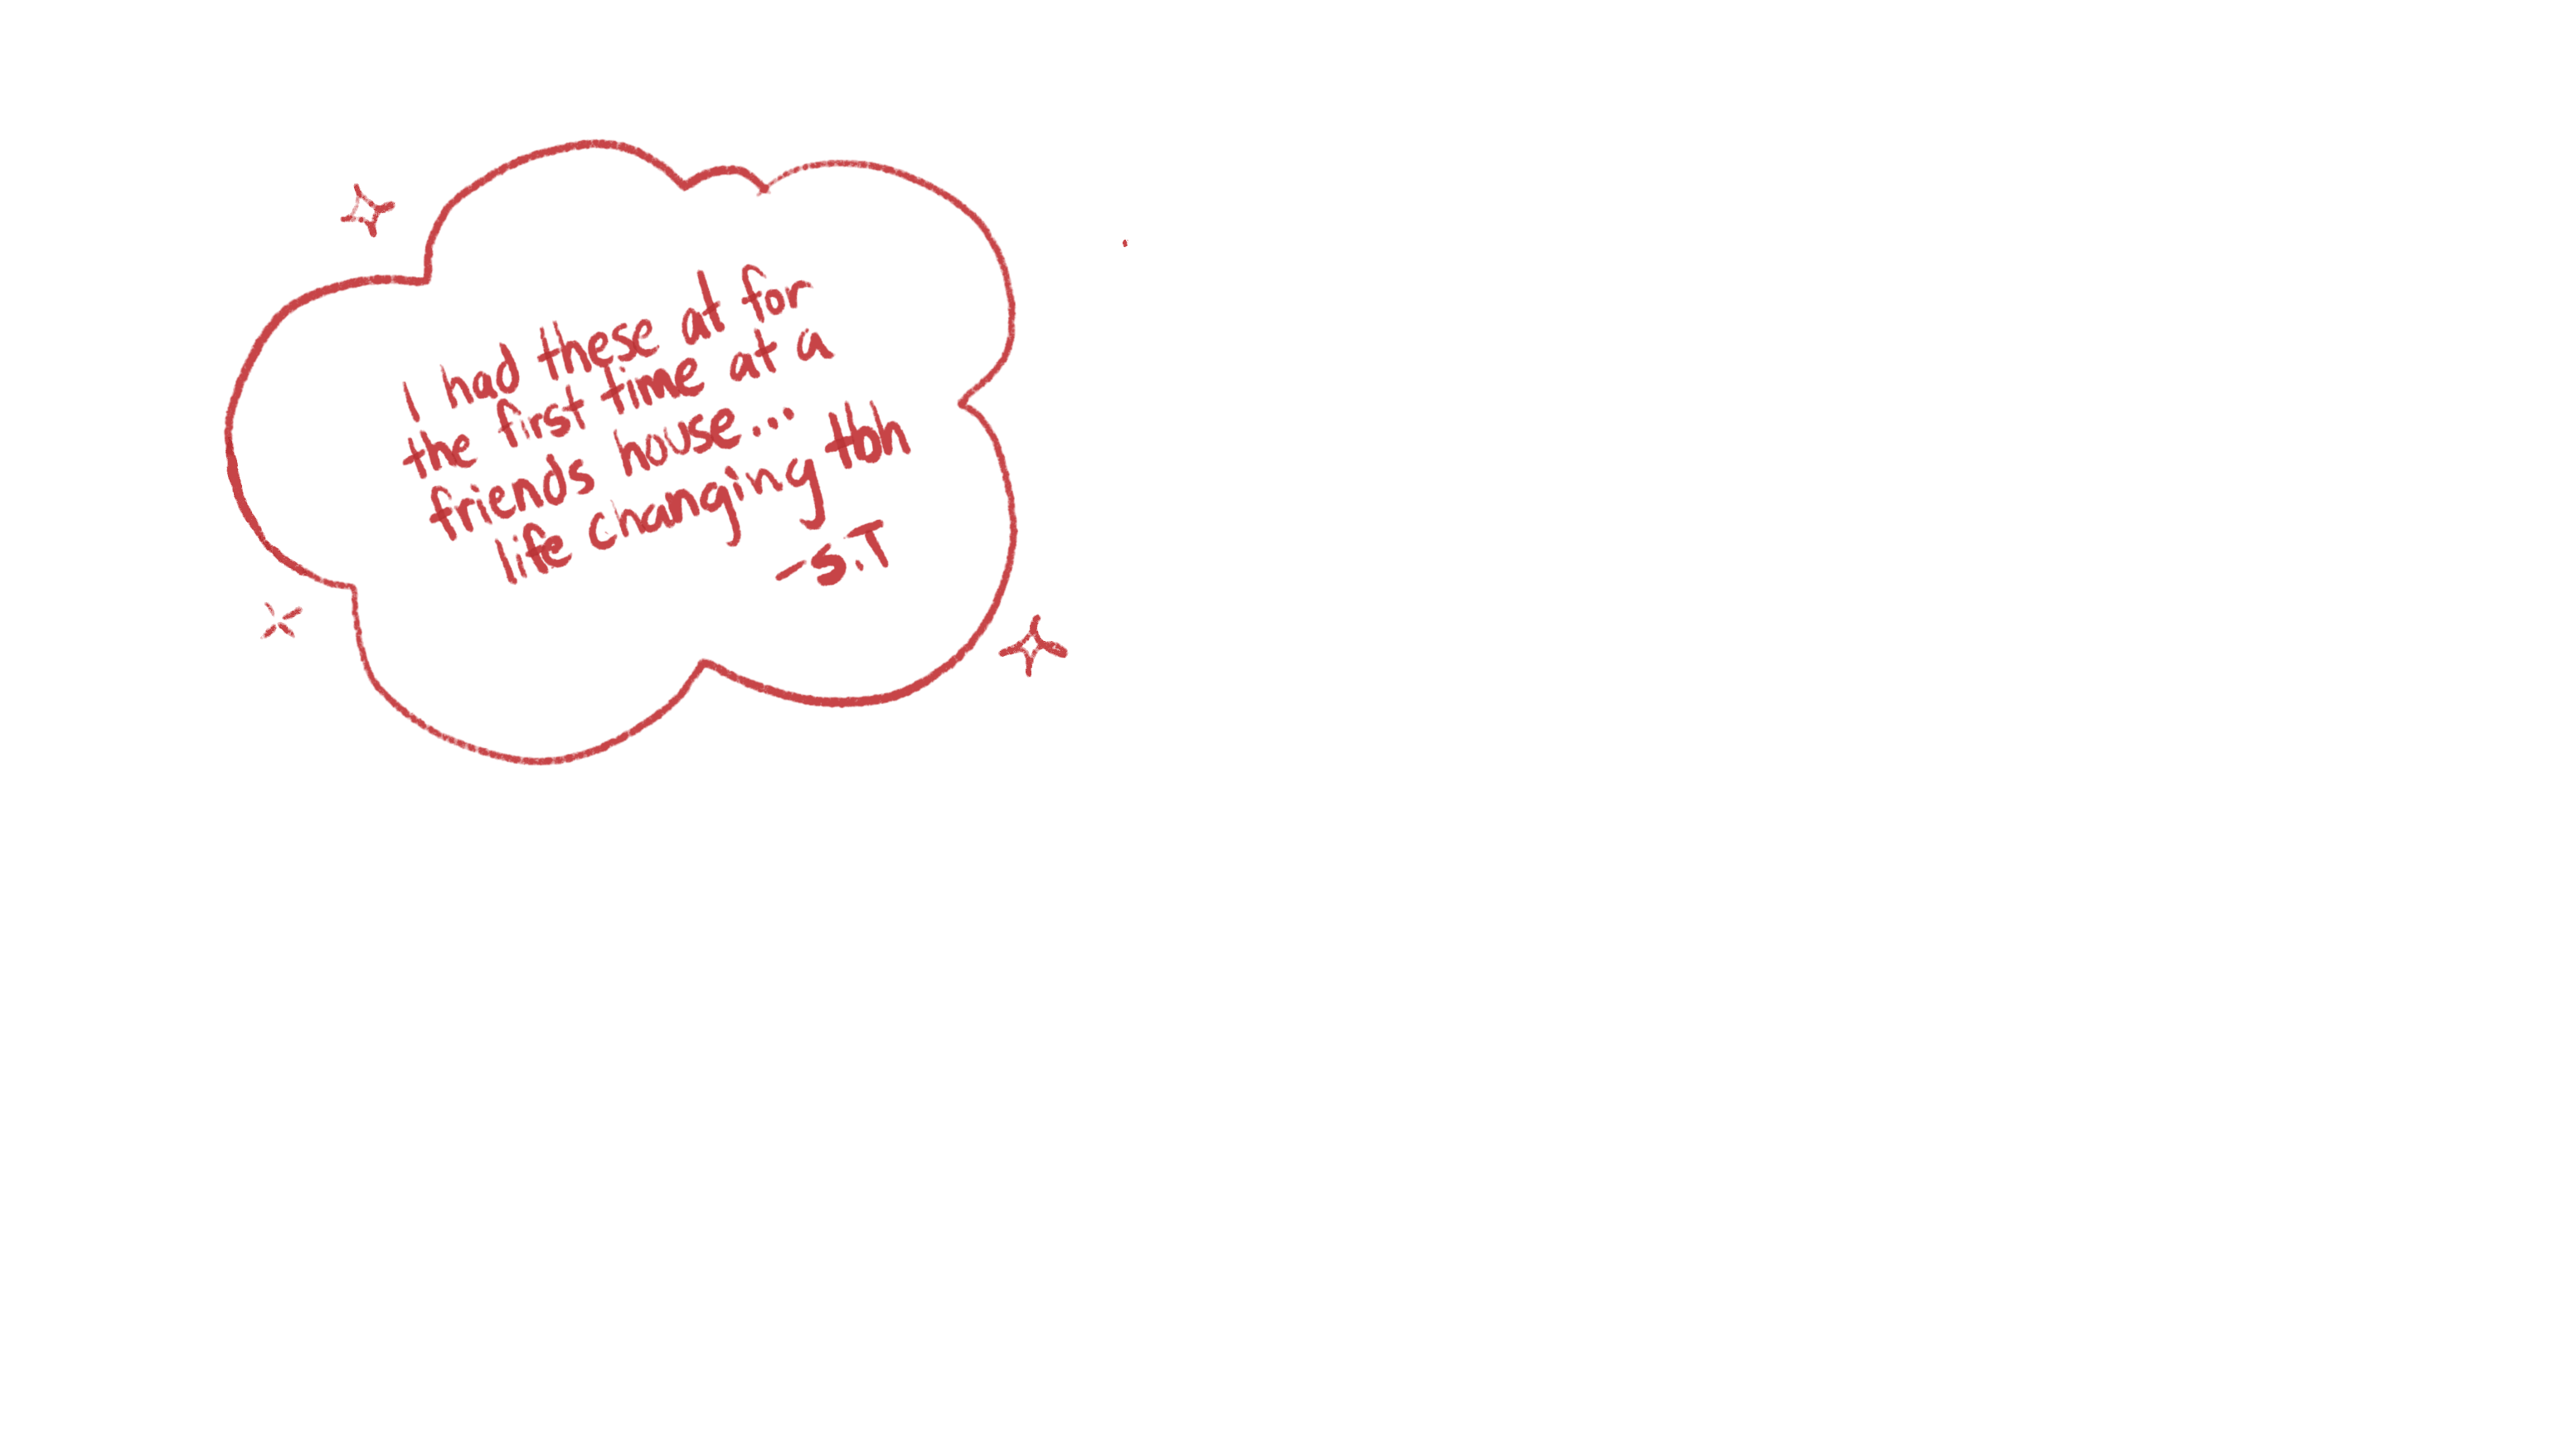 I had these at for
the first time at a
friends house...
life changing tbh
-S.T